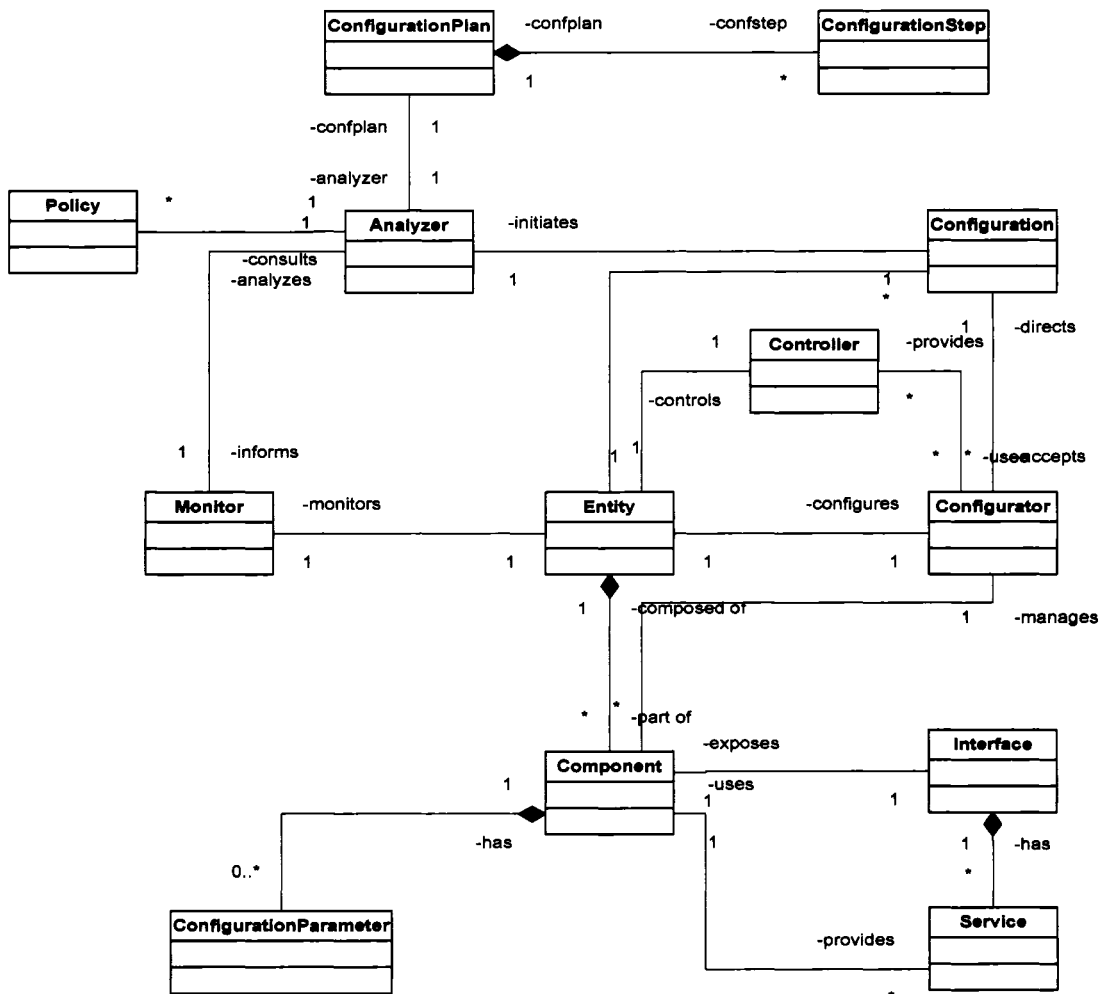 ConfigurationPlan
-confplan
-confstep
ConfigurationStep
1
*
-confplan
1
-analyzer
1
Policy
*
1
1
Analyzer
-initiates
Configuration
-consults
-analyzes
1
1
*
1
-directs
1
Controller
-provides
-controls
*
1
-informs
1
1
*
*
-accepts
Monitor
-monitors
Entity
-configures
Configurator
1
1
1
1
1
-composed of
1
-manages
*
*
-part of
-exposes
Interface
1
Component
-uses
1
1
-has
1
1
-has
0..*
*
ConfigurationParameter
Service
-provides
*